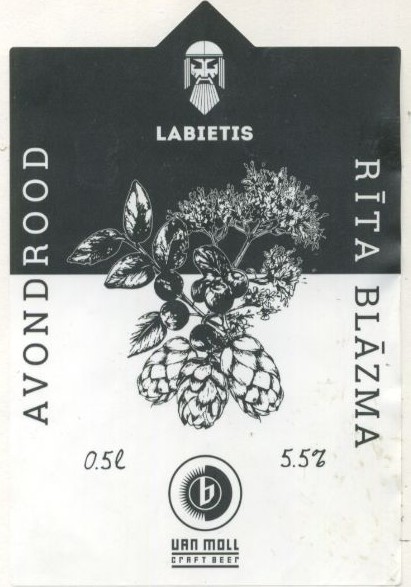 LABIETIS
AVONDROOD
RĪTA BLĀZMA
0.5ℓ
5.5%
b
VAN MOLL
CRAFT BEER